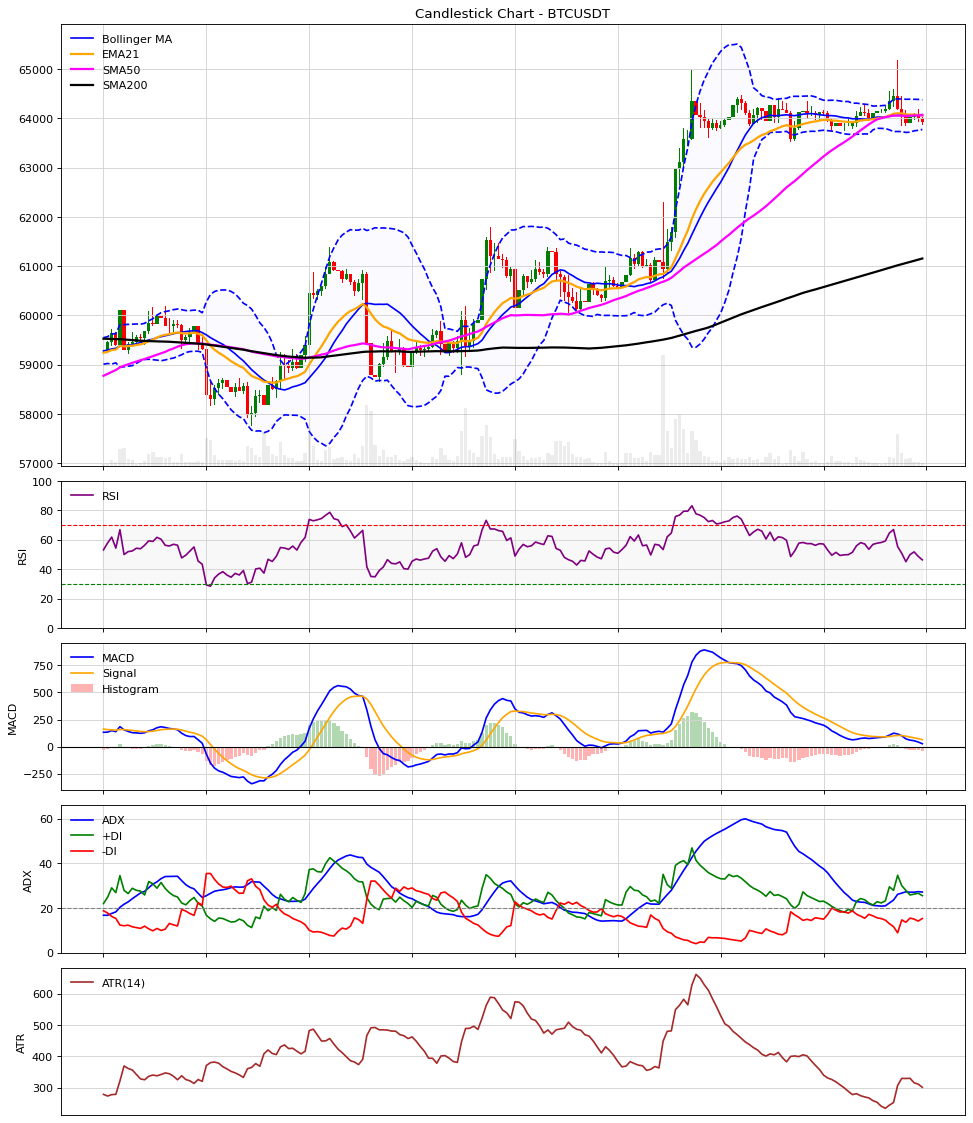 Candlestick Chart - BTCUSDT
Bollinger MA
EMA21
SMA50
SMA200
65000
64000
63000
62000
61000
60000
59000
58000
57000
RSI
RSI
100
80
60
40
20
0
MACD
MACD
Signal
Histogram
750
500
250
0
−250
ADX
ADX
+DI
-DI
60
40
20
0
ATR
ATR(14)
600
500
400
300